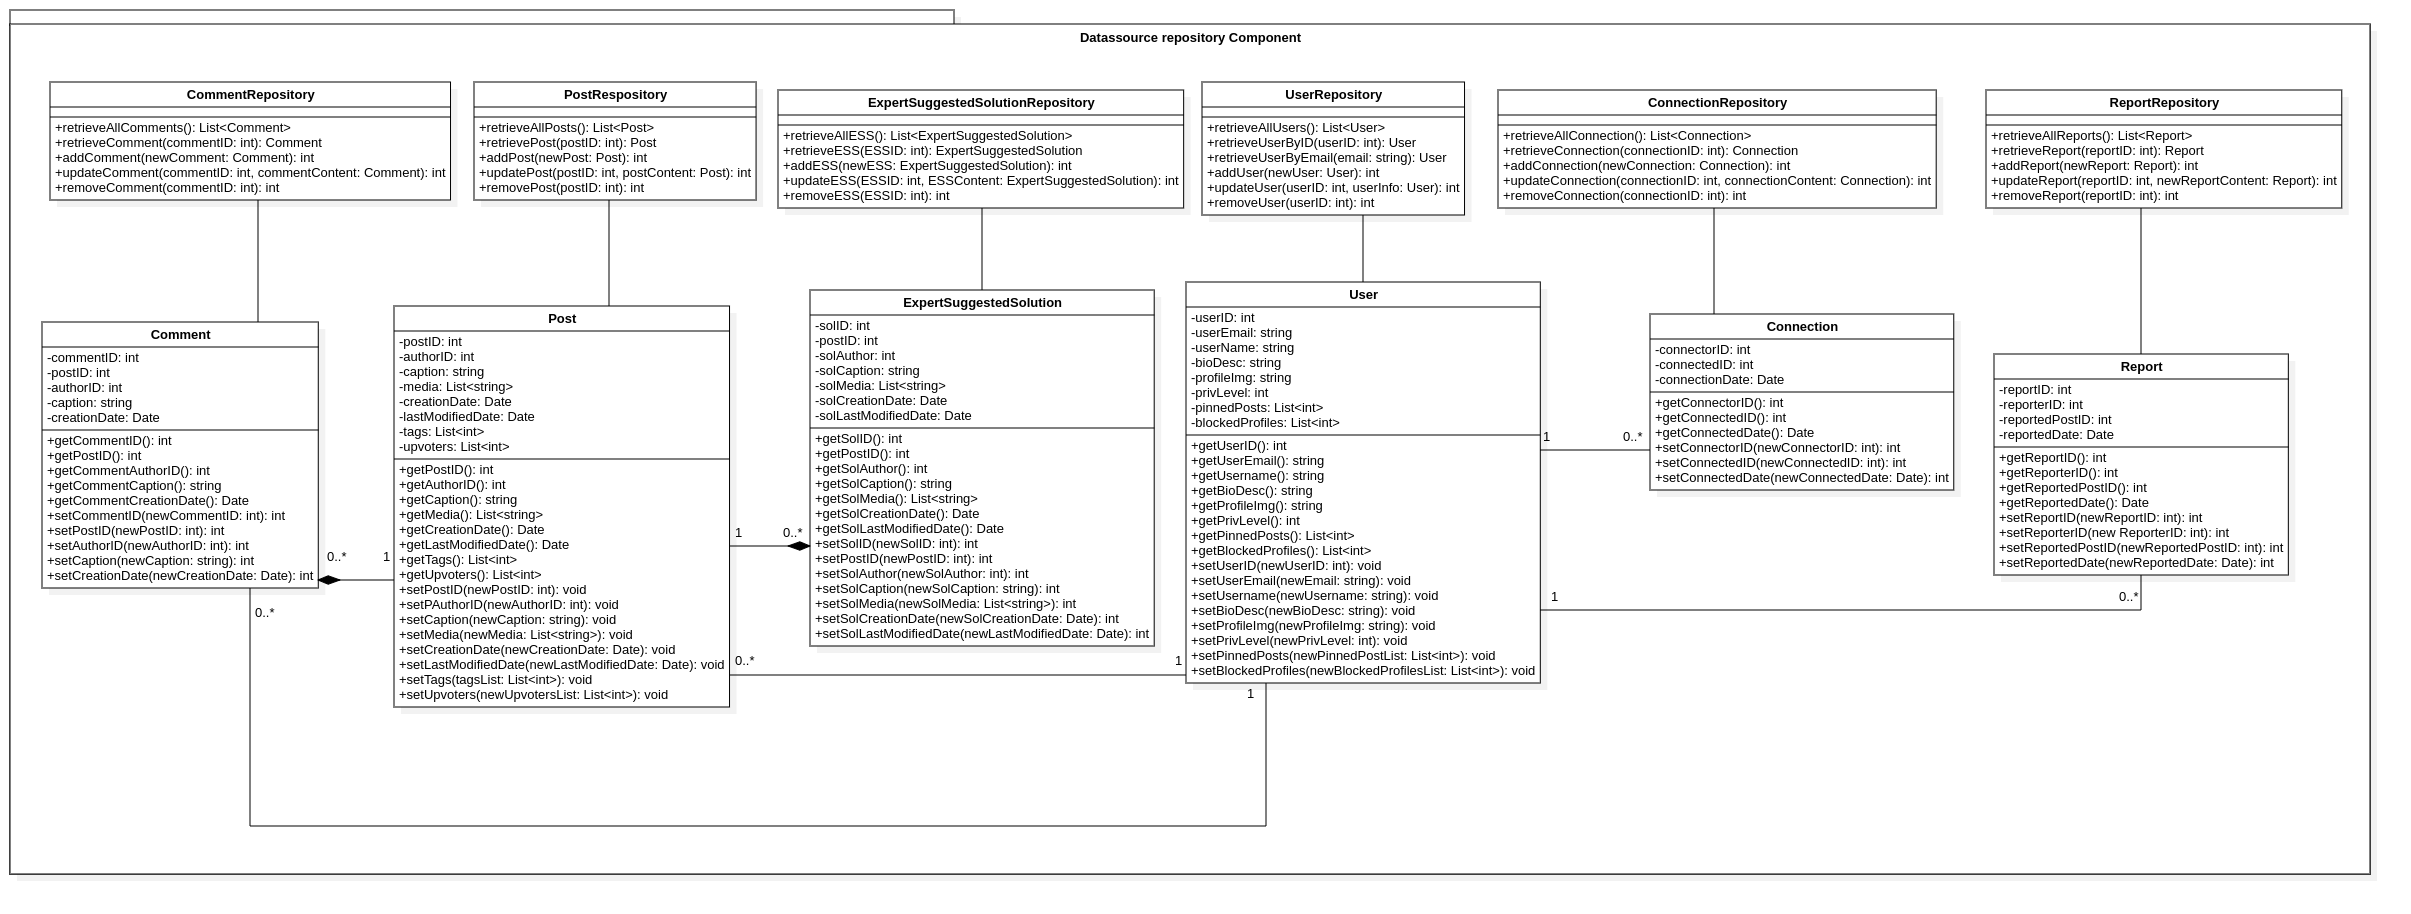 Datassource repository Component
CommentRepository
+retrieveAllComments(): List<Comment>
+retrieveComment(commentID: int): Comment
+addComment(newComment: Comment): int
+updateComment(commentID: int, commentContent: Comment): int
+removeComment(commentID: int): int
PostRespository
+retrieveAllPosts(): List<Post>
+retrievePost(postID: int): Post
+addPost(newPost: Post): int
+updatePost(postID: int, postContent: Post): int
+removePost(postID: int): int
ExpertSuggestedSolutionRepository
+retrieveAllESS(): List<ExpertSuggestedSolution>
+retrieveESS(ESSID: int): ExpertSuggestedSolution
+addESS(newESS: ExpertSuggestedSolution): int
+updateESS(ESSID: int, ESSContent: ExpertSuggestedSolution): int
+removeESS(ESSID: int): int
UserRepository
+retrieveAllUsers(): List<User>
+retrieveUserByID(userID: int): User
+retrieveUserByEmail(email: string): User
+addUser(newUser: User): int
+updateUser(userID: int, userInfo: User): int
+removeUser(userID: int): int
ConnectionRepository
+retrieveAllConnection(): List<Connection>
+retrieveConnection(connectionID: int): Connection
+addConnection(newConnection: Connection): int
+updateConnection(connectionID: int, connectionContent: Connection): int
+removeConnection(connectionID: int): int
ReportRepository
+retrieveAllReports(): List<Report>
+retrieveReport(reportID: int): Report
+addReport(newReport: Report): int
+updateReport(reportID: int, newReportContent: Report): int
+removeReport(reportID: int): int
Comment
-commentID: int
-postID: int
-authorID: int
-caption: string
-creationDate: Date
+getCommentID(): int
+getPostID(): int
+getCommentAuthorID(): int
+getCommentCaption(): string
+getCommentCreationDate(): Date
+setCommentID(newCommentID: int): int
+setPostID(newPostID: int): int
+setAuthorID(newAuthorID: int): int
+setCaption(newCaption: string): int
+setCreationDate(newCreationDate: Date): int
0..*
1
0..*
Post
-postID: int
-authorID: int
-caption: string
-media: List<string>
-creationDate: Date
-lastModifiedDate: Date
-tags: List<int>
-upvoters: List<int>
+getPostID(): int
+getAuthorID(): int
+getCaption(): string
+getMedia(): List<string>
+getCreationDate(): Date
+getLastModifiedDate(): Date
+getTags(): List<int>
+getUpvoters(): List<int>
+setPostID(newPostID: int): void
+setPAuthorID(newAuthorID: int): void
+setCaption(newCaption: string): void
+setMedia(newMedia: List<string>): void
+setCreationDate(newCreationDate: Date): void
+setLastModifiedDate(newLastModifiedDate: Date): void
+setTags(tagsList: List<int>): void
+setUpvoters(newUpvotersList: List<int>): void
1
0..*
0..*
1
ExpertSuggestedSolution
-solID: int
-postID: int
-solAuthor: int
-solCaption: string
-solMedia: List<string>
-solCreationDate: Date
-solLastModifiedDate: Date
+getSolID(): int
+getPostID(): int
+getSolAuthor(): int
+getSolCaption(): string
+getSolMedia(): List<string>
+getSolCreationDate(): Date
+getSolLastModifiedDate(): Date
+setSolID(newSolID: int): int
+setPostID(newPostID: int): int
+setSolAuthor(newSolAuthor: int): int
+setSolCaption(newSolCaption: string): int
+setSolMedia(newSolMedia: List<string>): int
+setSolCreationDate(newSolCreationDate: Date): int
+setSolLastModifiedDate(newLastModifiedDate: Date): int
User
-userID: int
-userEmail: string
-userName: string
-bioDesc: string
-profileImg: string
-privLevel: int
-pinnedPosts: List<int>
-blockedProfiles: List<int>
+getUserID(): int
+getUserEmail(): string
+getUsername(): string
+getBioDesc(): string
+getProfileImg(): string
+getPrivLevel(): int
+getPinnedPosts(): List<int>
+getBlockedProfiles(): List<int>
+setUserID(newUserID: int): void
+setUserEmail(newEmail: string): void
+setUsername(newUsername: string): void
+setBioDesc(newBioDesc: string): void
+setProfileImg(newProfileImg: string): void
+setPrivLevel(newPrivLevel: int): void
+setPinnedPosts(newPinnedPostList: List<int>): void
+setBlockedProfiles(newBlockedProfilesList: List<int>): void
1
1
0..*
1
0..*
Connection
-connectorID: int
-connectedID: int
-connectionDate: Date
+getConnectorID(): int
+getConnectedID(): int
+getConnectedDate(): Date
+setConnectorID(newConnectorID: int): int
+setConnectedID(newConnectedID: int): int
+setConnectedDate(newConnectedDate: Date): int
Report
-reportID: int
-reporterID: int
-reportedPostID: int
-reportedDate: Date
+getReportID(): int
+getReporterID(): int
+getReportedPostID(): int
+getReportedDate(): Date
+setReportID(newReportID: int): int
+setReporterID(new ReporterID: int): int
+setReportedPostID(newReportedPostID: int): int
+setReportedDate(newReportedDate: Date): int